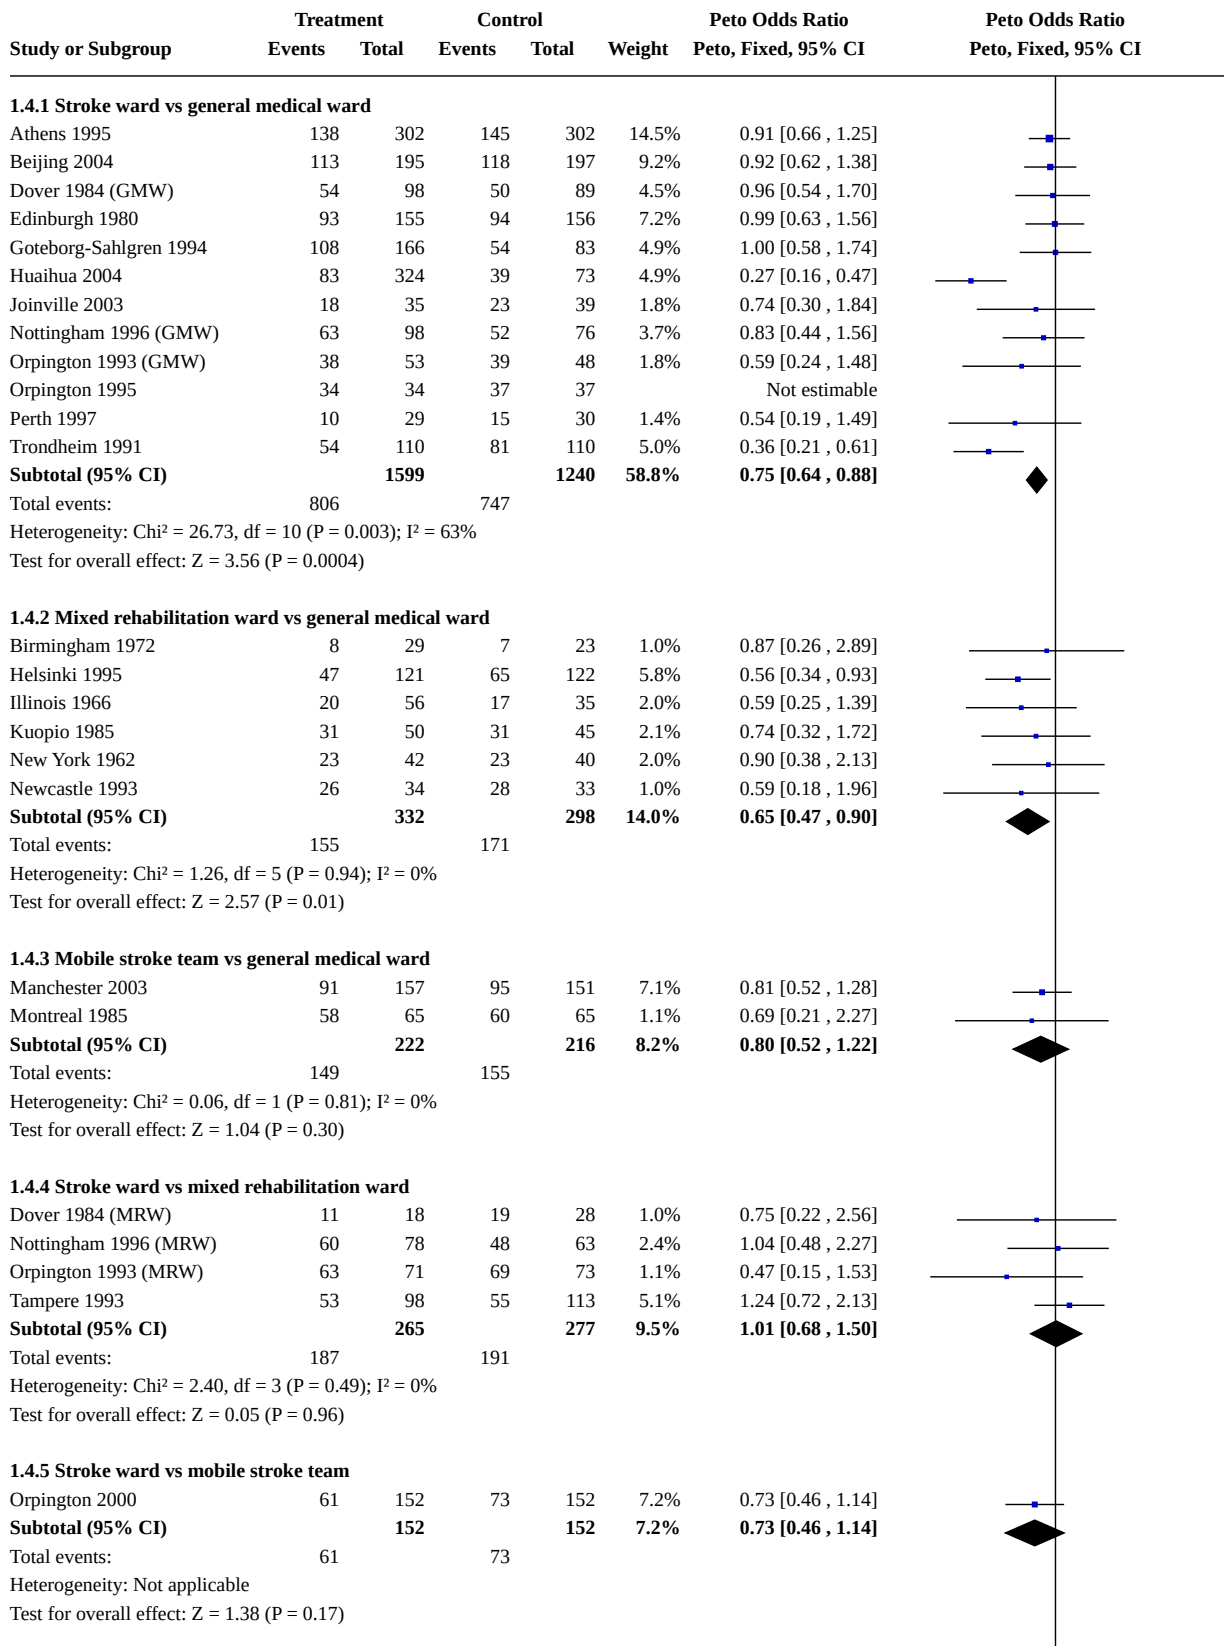 Treatment Control Peto Odds Ratio Peto Odds Ratio
Study or Subgroup Events Total Events Total Weight Peto, Fixed, 95% CI Peto, Fixed, 95% CI
1.4.1 Stroke ward vs general medical ward
Athens 1995 138 302 145 302 14.5% 0.91 [0.66 , 1.25]
Beijing 2004 113 195 118 197 9.2% 0.92 [0.62 , 1.38]
Dover 1984 (GMW) 54 98 50 89 4.5% 0.96 [0.54 , 1.70]
Edinburgh 1980 93 155 94 156 7.2% 0.99 [0.63 , 1.56]
Goteborg-Sahlgren 1994 108 166 54 83 4.9% 1.00 [0.58 , 1.74]
Huaihua 2004 83 324 39 73 4.9% 0.27 [0.16 , 0.47]
Joinville 2003 18 35 23 39 1.8% 0.74 [0.30 , 1.84]
Nottingham 1996 (GMW) 63 98 52 76 3.7% 0.83 [0.44 , 1.56]
Orpington 1993 (GMW) 38 53 39 48 1.8% 0.59 [0.24 , 1.48]
Orpington 1995 34 34 37 37 Not estimable
Perth 1997 10 29 15 30 1.4% 0.54 [0.19 , 1.49]
Trondheim 1991 54 110 81 110 5.0% 0.36 [0.21 , 0.61]
Subtotal (95% CI) 1599 1240 58.8% 0.75 [0.64 , 0.88]
Total events: 806 747
Heterogeneity: Chi² = 26.73, df = 10 (P = 0.003); I² = 63%
Test for overall effect: Z = 3.56 (P = 0.0004)
1.4.2 Mixed rehabilitation ward vs general medical ward
Birmingham 1972 8 29 7 23 1.0% 0.87 [0.26 , 2.89]
Helsinki 1995 47 121 65 122 5.8% 0.56 [0.34 , 0.93]
Illinois 1966 20 56 17 35 2.0% 0.59 [0.25 , 1.39]
Kuopio 1985 31 50 31 45 2.1% 0.74 [0.32 , 1.72]
New York 1962 23 42 23 40 2.0% 0.90 [0.38 , 2.13]
Newcastle 1993 26 34 28 33 1.0% 0.59 [0.18 , 1.96]
Subtotal (95% CI) 332 298 14.0% 0.65 [0.47 , 0.90]
Total events: 155 171
Heterogeneity: Chi² = 1.26, df = 5 (P = 0.94); I² = 0%
Test for overall effect: Z = 2.57 (P = 0.01)
1.4.3 Mobile stroke team vs general medical ward
Manchester 2003 91 157 95 151 7.1% 0.81 [0.52 , 1.28]
Montreal 1985 58 65 60 65 1.1% 0.69 [0.21 , 2.27]
Subtotal (95% CI) 222 216 8.2% 0.80 [0.52 , 1.22]
Total events: 149 155
Heterogeneity: Chi² = 0.06, df = 1 (P = 0.81); I² = 0%
Test for overall effect: Z = 1.04 (P = 0.30)
1.4.4 Stroke ward vs mixed rehabilitation ward
Dover 1984 (MRW) 11 18 19 28 1.0% 0.75 [0.22 , 2.56]
Nottingham 1996 (MRW) 60 78 48 63 2.4% 1.04 [0.48 , 2.27]
Orpington 1993 (MRW) 63 71 69 73 1.1% 0.47 [0.15 , 1.53]
Tampere 1993 53 98 55 113 5.1% 1.24 [0.72 , 2.13]
Subtotal (95% CI) 265 277 9.5% 1.01 [0.68 , 1.50]
Total events: 187 191
Heterogeneity: Chi² = 2.40, df = 3 (P = 0.49); I² = 0%
Test for overall effect: Z = 0.05 (P = 0.96)
1.4.5 Stroke ward vs mobile stroke team
Orpington 2000 61 152 73 152 7.2% 0.73 [0.46 , 1.14]
Subtotal (95% CI) 152 152 7.2% 0.73 [0.46 , 1.14]
Total events: 61 73
Heterogeneity: Not applicable
Test for overall effect: Z = 1.38 (P = 0.17)